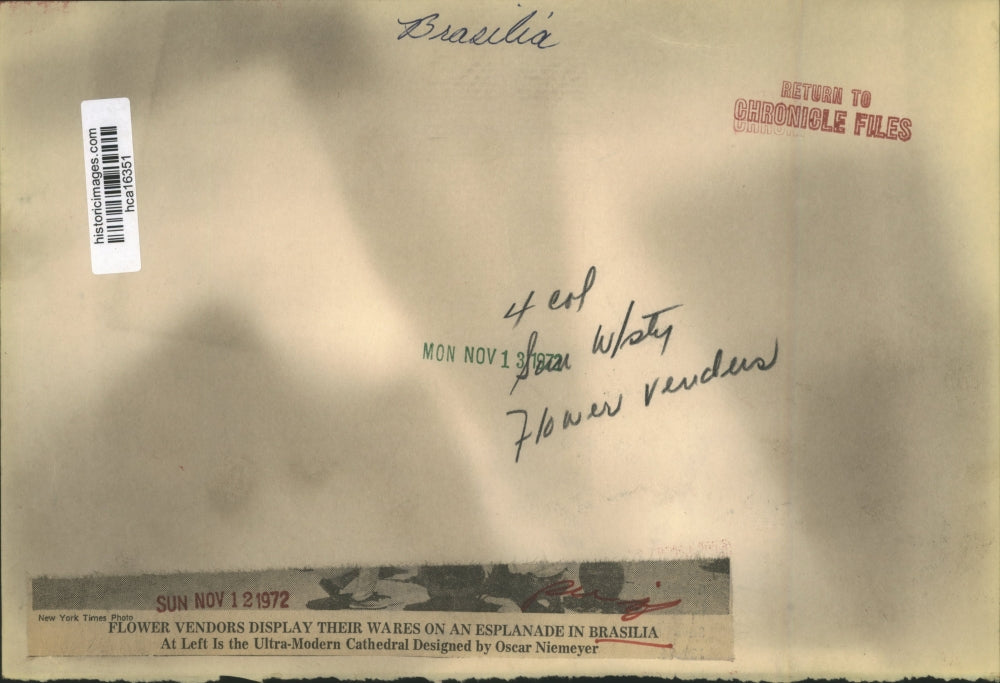 Brasilia
RETURN TO
CHRONICLE FILES
historicimages.com
hca16351
4 col
Sun W/sty
MON NOV 13 1972
Flower Vendors
SUN NOV 12 1972
New York Times Photo
FLOWER VENDORS DISPLAY THEIR WARES ON AN ESPLANADE IN BRASILIA
At Left Is the Ultra-Modern Cathedral Designed by Oscar Niemeyer